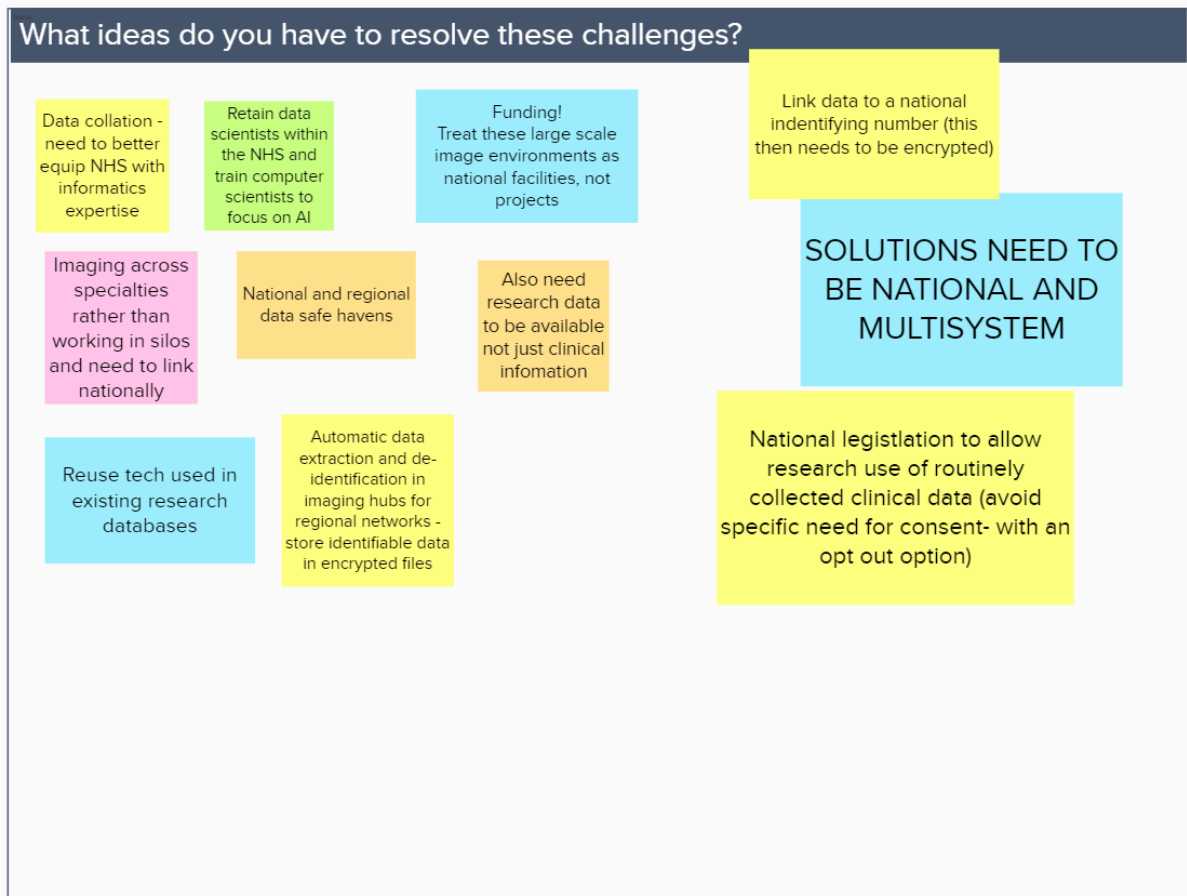 What ideas do you have to resolve these challenges?
Data collation -
need to better
equip NHS with
informatics
expertise
Retain data
scientists within
the NHS and
train computer
scientists to
focus on AI
Funding!
Treat these large scale
image environments as
national facilities, not
projects
Link data to a national
indentifying number (this
then needs to be encrypted)
SOLUTIONS NEED TO
BE NATIONAL AND
MULTISYSTEM
Imaging across
specialties
rather than
working in silos
and need to link
nationally
National and regional
data safe havens
Also need
research data
to be available
not just clinical
infomation
National legistlation to allow
research use of routinely
collected clinical data (avoid
specific need for consent- with an
opt out option)
Reuse tech used in
existing research
databases
Automatic data
extraction and de-
identification in
imaging hubs for
regional networks -
store identifiable data
in encrypted files